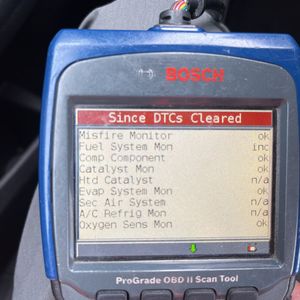 BOSCH
Since DTCs Cleared
Misfire Monitor ok
Fuel System Mon inc
Comp Component ok
Catalyst Mon ok
Htd Catalyst n/a
Evap System Mon ok
Sec Air System n/a
A/C Refrig Mon n/a
Oxygen Sens Mon ok
ProGrade OBD II Scan Tool